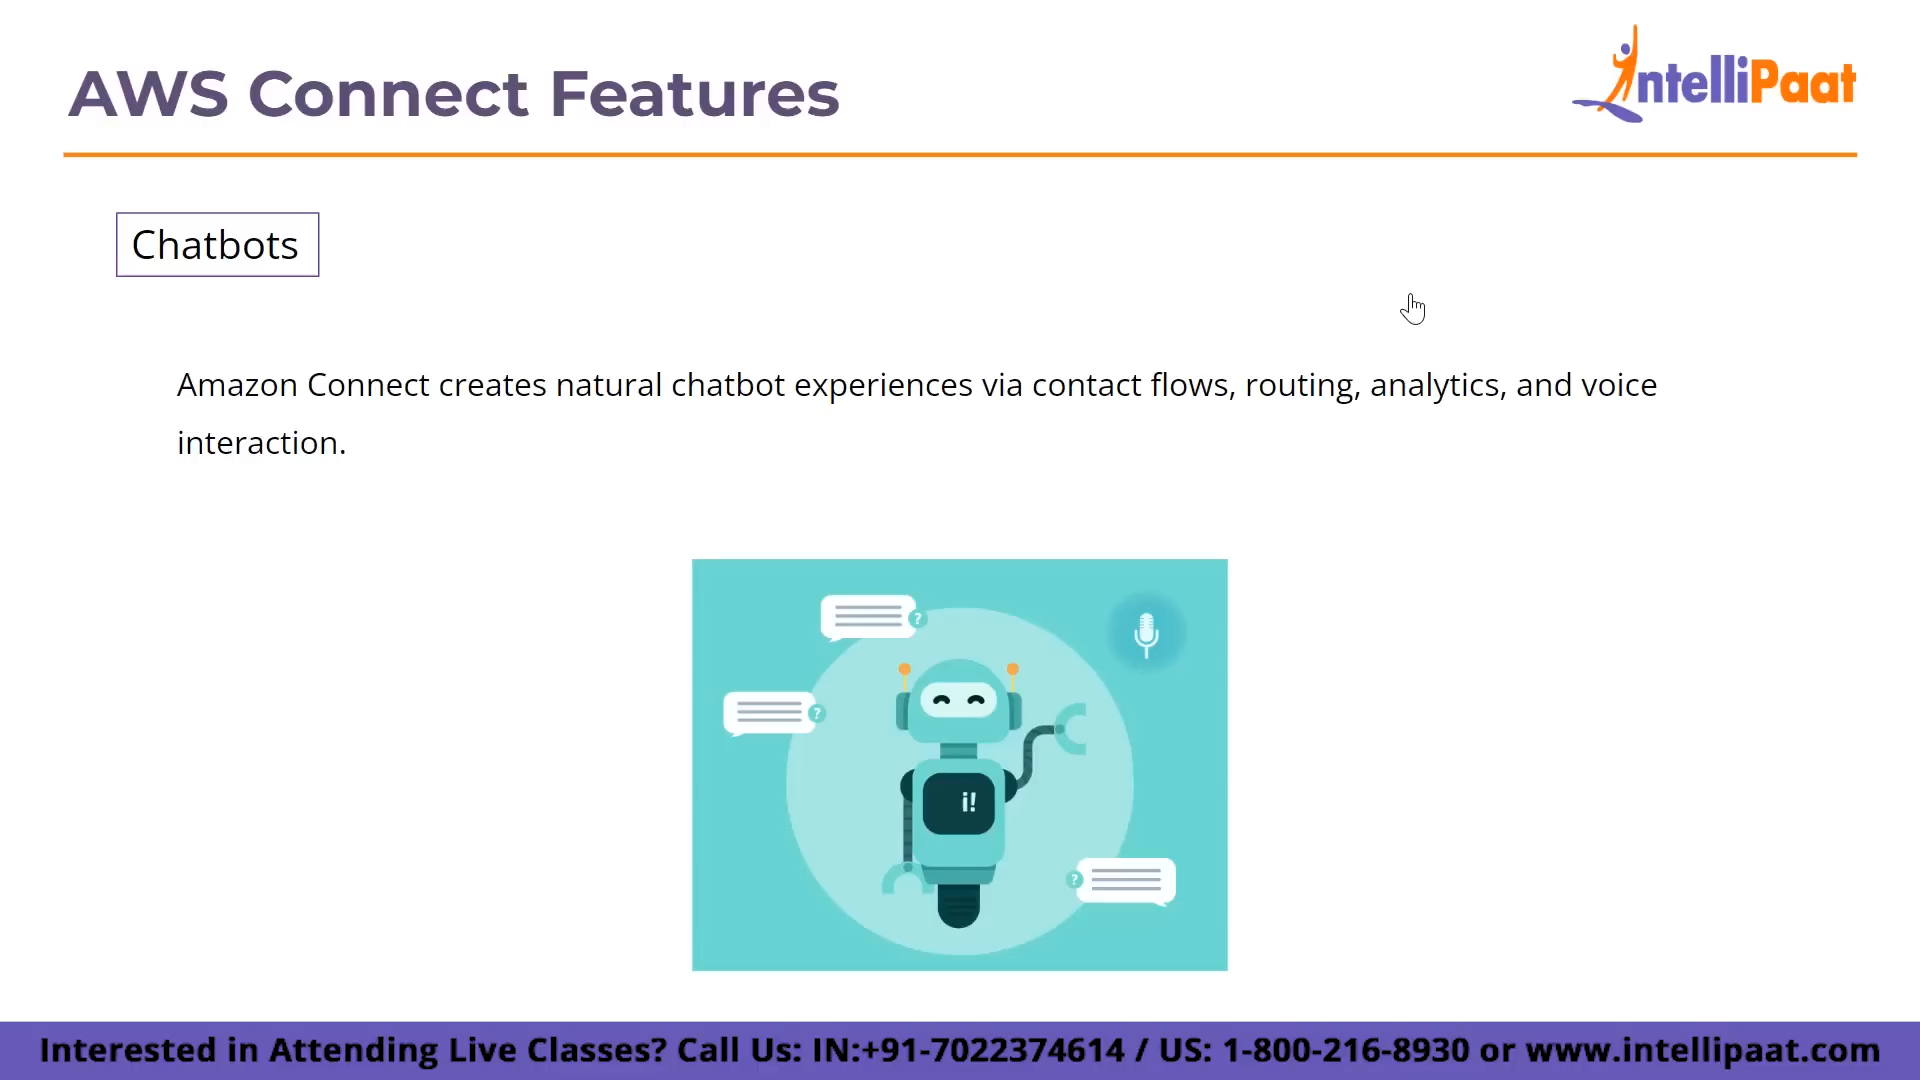 AWS Connect Features
IntelliPaat
Chatbots
Amazon Connect creates natural chatbot experiences via contact flows, routing, analytics, and voice
interaction.
?
?
i!
?
Interested in Attending Live Classes? Call Us: IN:+91-7022374614 / US: 1-800-216-8930 or www.intellipaat.com